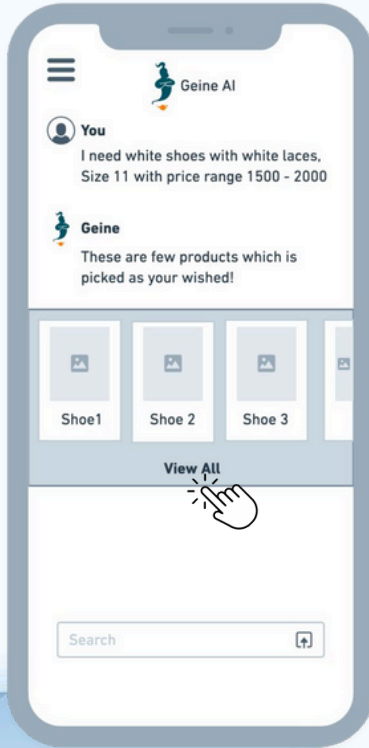 Geine AI
You
I need white shoes with white laces,
Size 11 with price range 1500 - 2000
Geine
These are few products which is
picked as your wished!
Shoe1 Shoe 2 Shoe 3
View All
Search